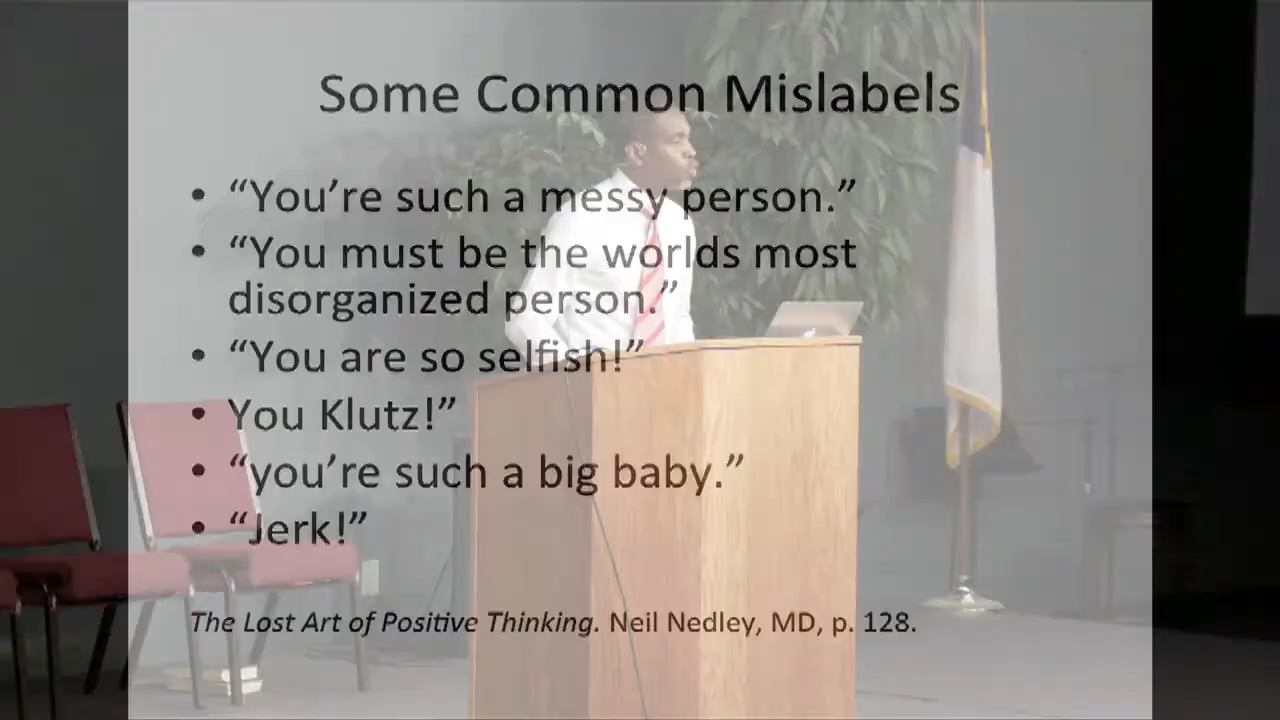 Some Common Mislabels
• “You’re such a messy person.”
• “You must be the worlds most
disorganized person.”
• “You are so selfish!”
• You Klutz!”
• “you’re such a big baby.”
• “Jerk!”
The Lost Art of Positive Thinking. Neil Nedley, MD, p. 128.